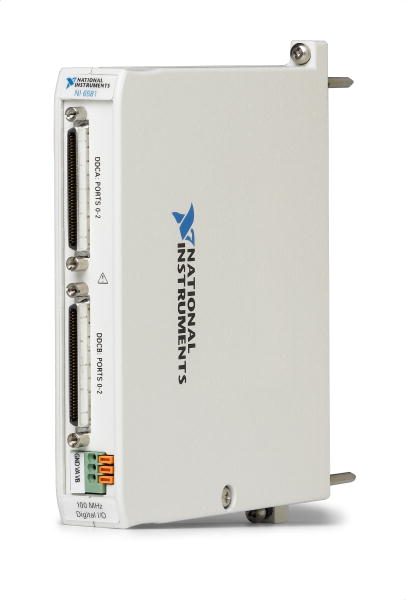 NATIONAL
INSTRUMENTS
NI 6581
DDCA: PORTS 0-2
DDCB: PORTS 0-2
GND VA VB
100 MHz
Digital I/O
NATIONAL
INSTRUMENTS